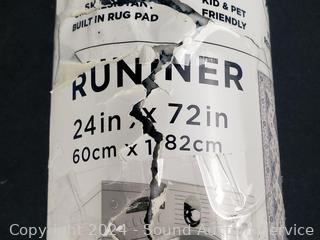 BUILT IN RUG PAD
KID & PET
FRIENDLY
RUNNER
24in x 72in
60cm x 182cm
Copyright 2024 - Sound Auction Service